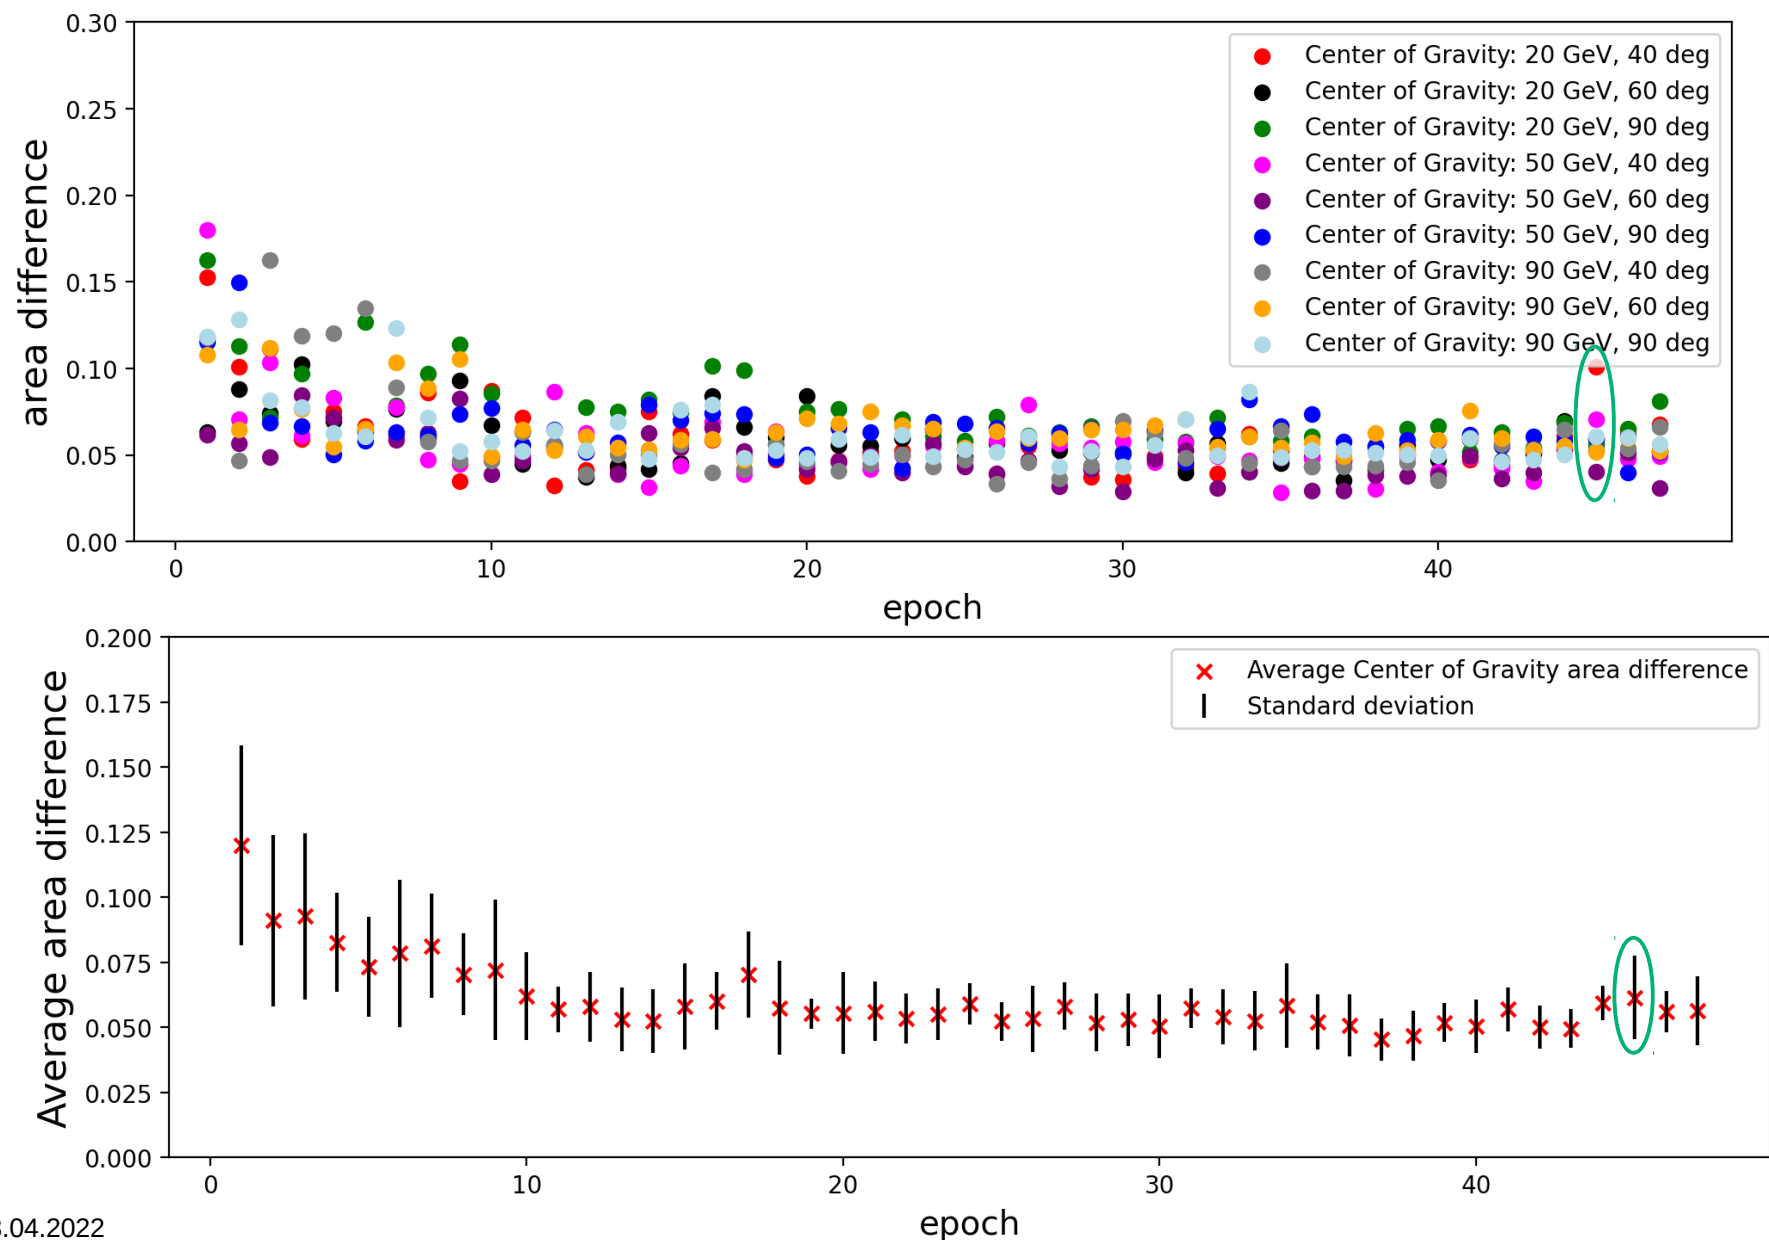 0.30
0.25
0.20
0.15
0.10
0.05
0.00
area difference
Center of Gravity: 20 GeV, 40 deg
Center of Gravity: 20 GeV, 60 deg
Center of Gravity: 20 GeV, 90 deg
Center of Gravity: 50 GeV, 40 deg
Center of Gravity: 50 GeV, 60 deg
Center of Gravity: 50 GeV, 90 deg
Center of Gravity: 90 GeV, 40 deg
Center of Gravity: 90 GeV, 60 deg
Center of Gravity: 90 GeV, 90 deg
0 10 20 30 40
epoch
0.200
0.175
0.150
0.125
0.100
0.075
0.050
0.025
0.000
Average area difference
Average Center of Gravity area difference
Standard deviation
0 10 20 30 40
epoch
.04.2022